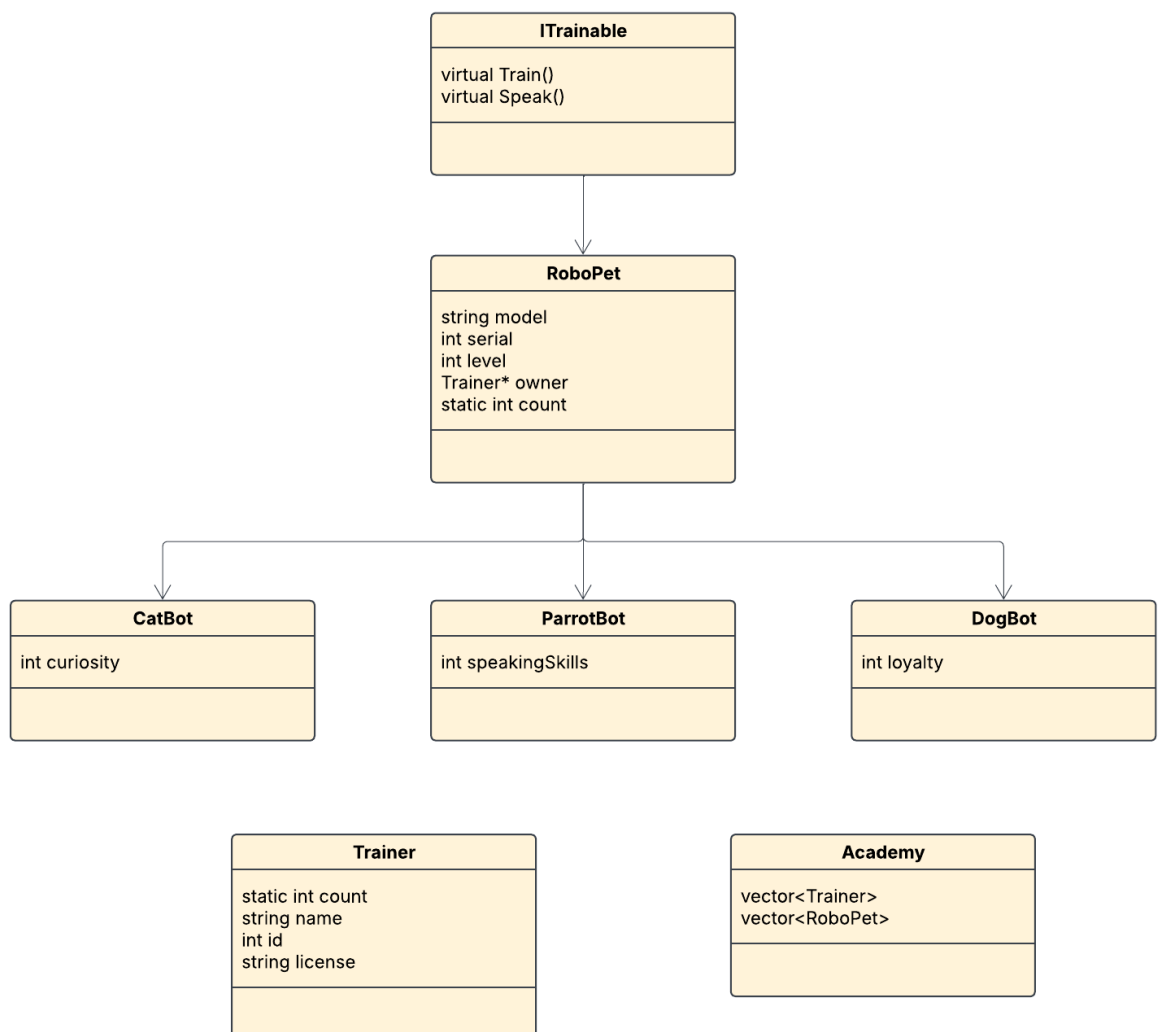 ITrainable
virtual Train()
virtual Speak()
RoboPet
string model
int serial
int level
Trainer* owner
static int count
CatBot
int curiosity
ParrotBot
int speakingSkills
DogBot
int loyalty
Trainer
static int count
string name
int id
string license
Academy
vector<Trainer>
vector<RoboPet>